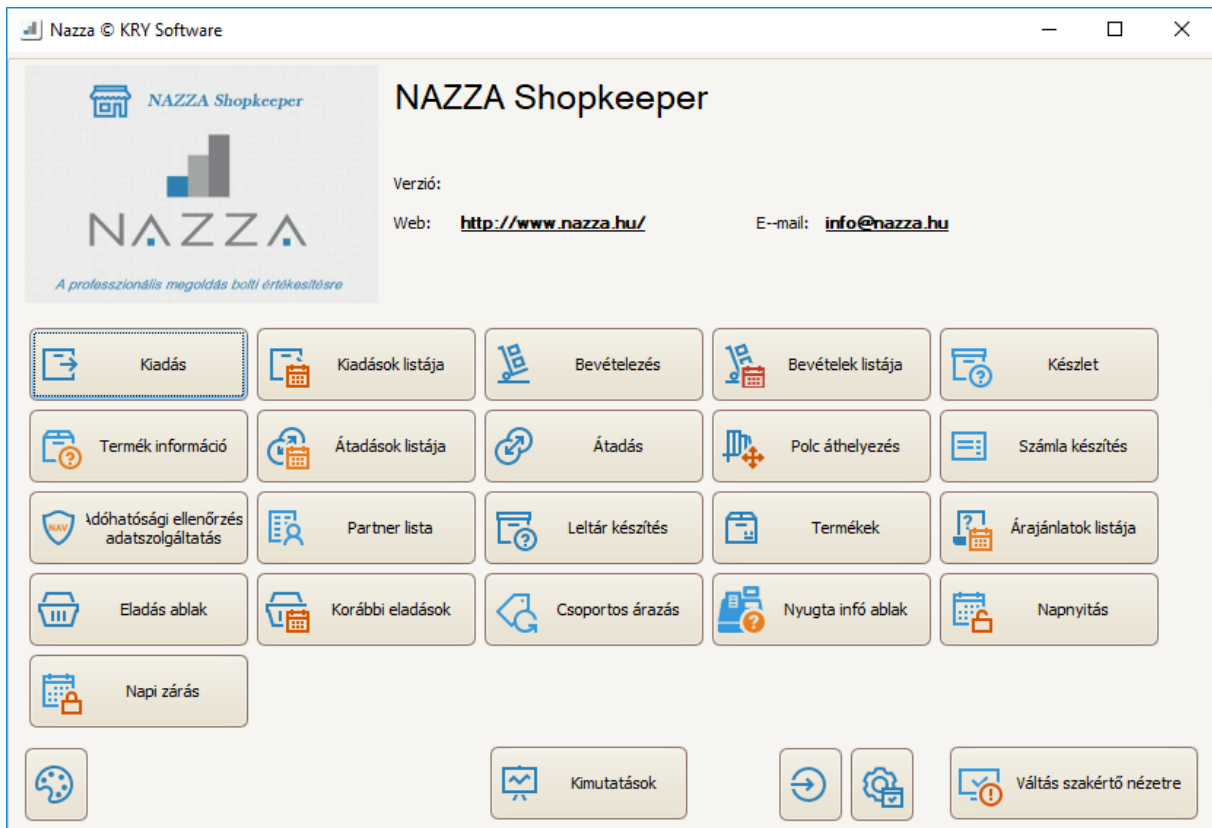 Nazza © KRY Software
NAZZA Shopkeeper
NAZZA
A professzionális megoldás bolti értékesítésre
NAZZA Shopkeeper
Verzió:
Web: http://www.nazza.hu/ E--mail: info@nazza.hu
Kiadás
Kiadások listája
Bevételezés
Bevételek listája
Készlet
Termék információ
Átadások listája
Átadás
Polc áthelyezés
Számla készítés
NAV
Adóhatósági ellenőrzés
adatszolgáltatás
Partner lista
Leltár készítés
Termékek
Árajánlatok listája
Eladás ablak
Korábbi eladások
Csoportos árazás
Nyugta infó ablak
Napnyitás
Napi zárás
Kimutatások
Váltás szakértő nézetre